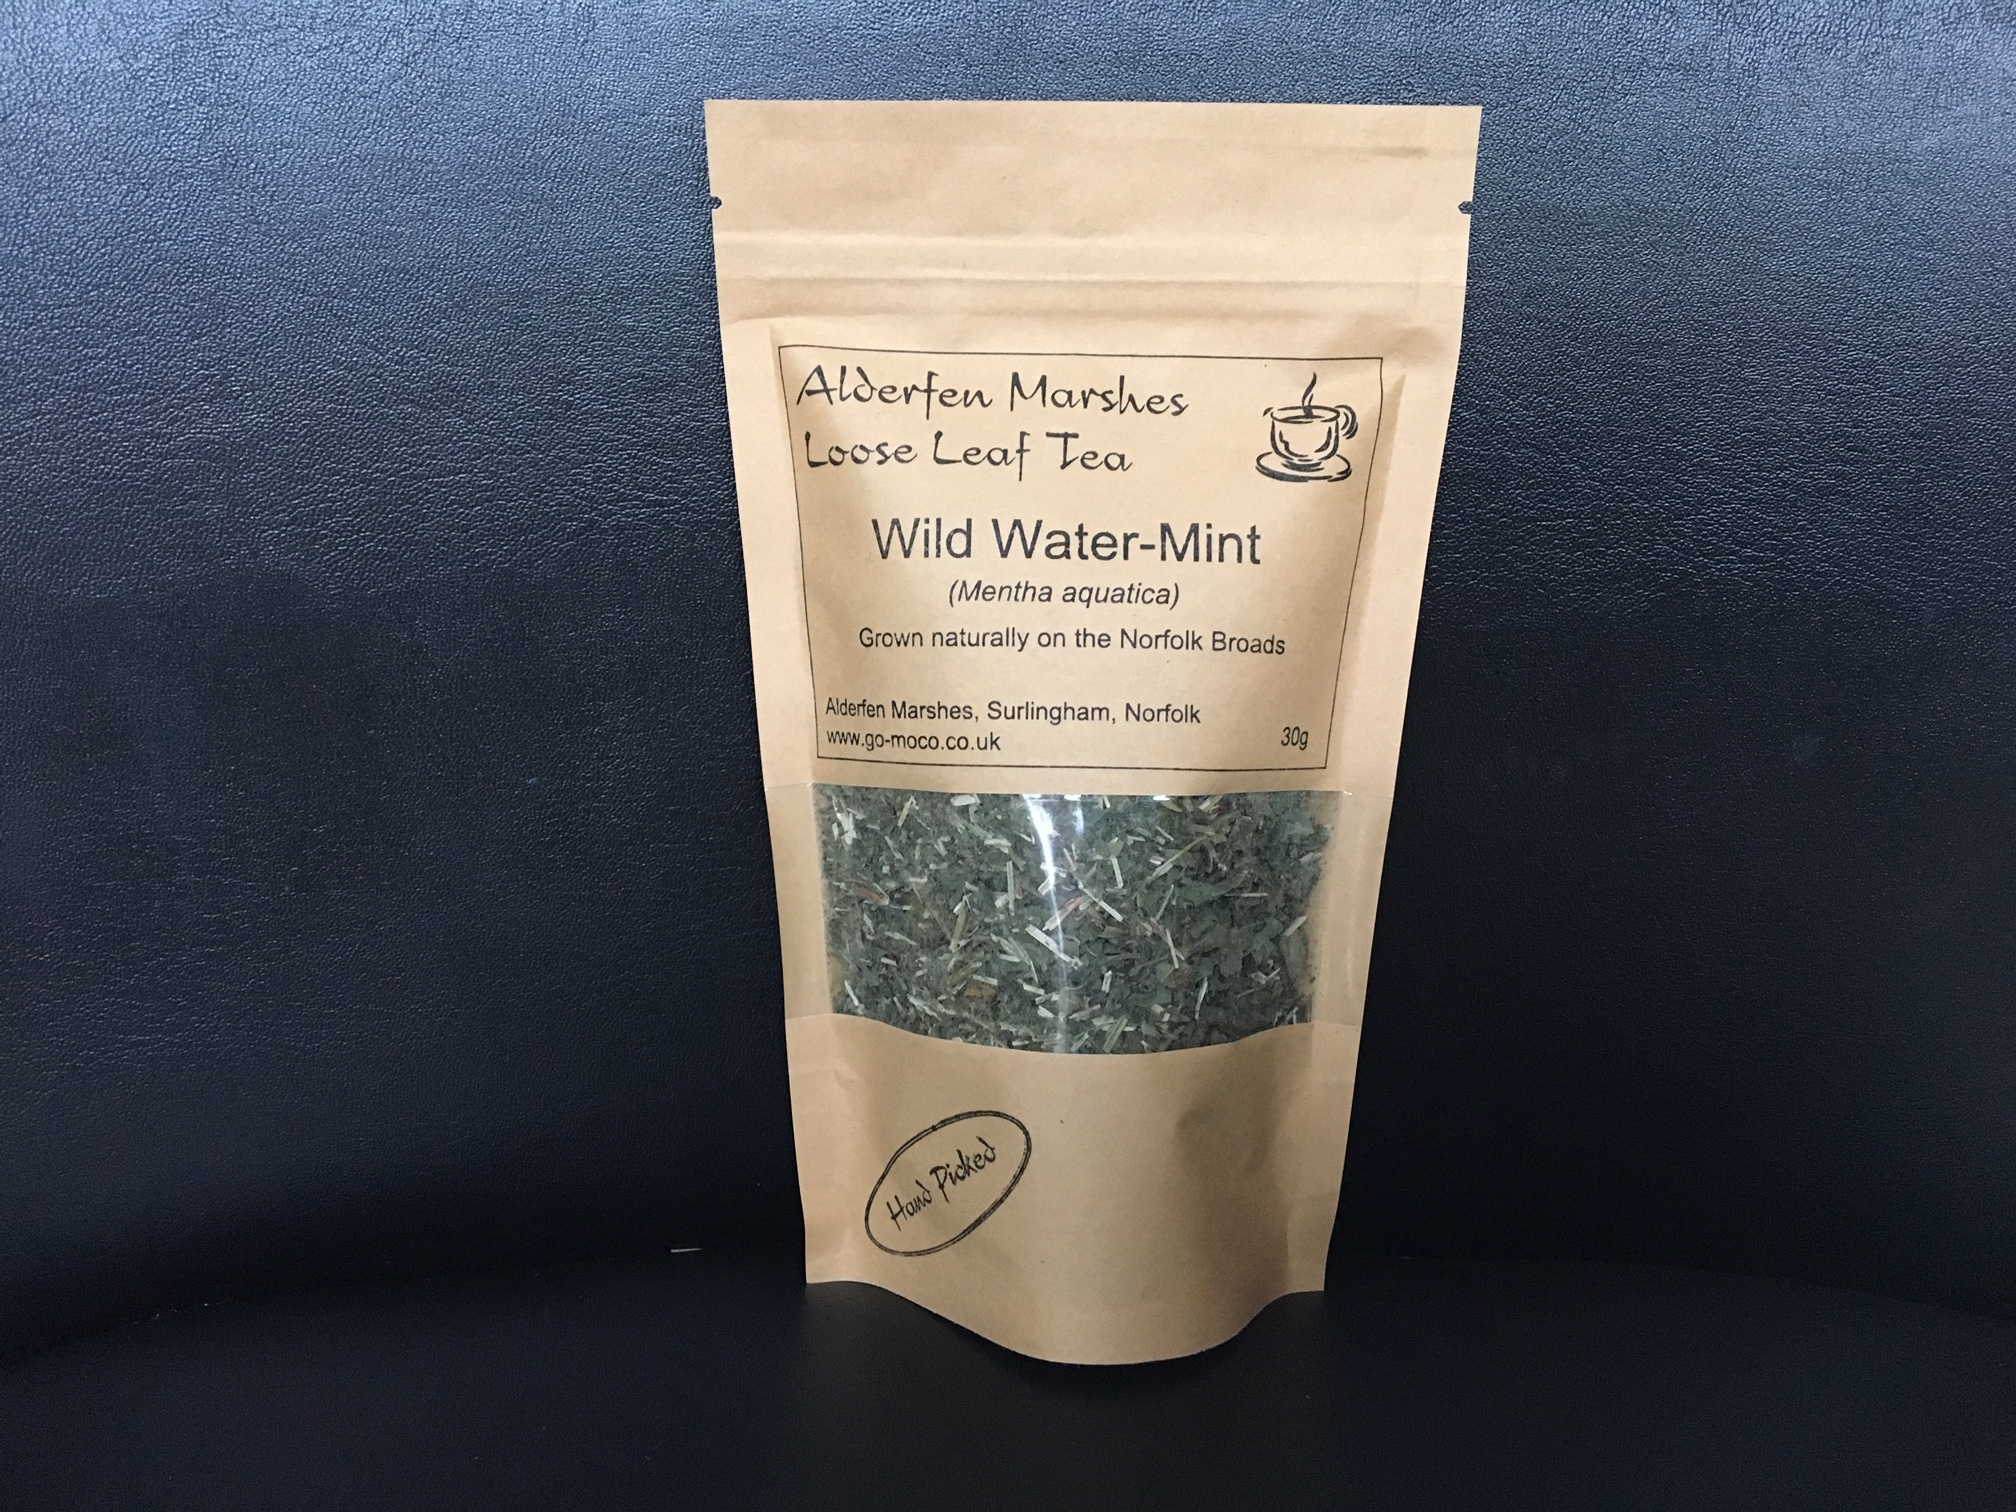 Alderfen Marshes
Loose Leaf Tea
Wild Water-Mint
(Mentha aquatica)
Grown naturally on the Norfolk Broads
Alderfen Marshes, Surlingham, Norfolk
www.go-moco.co.uk 30g
Hand Picked